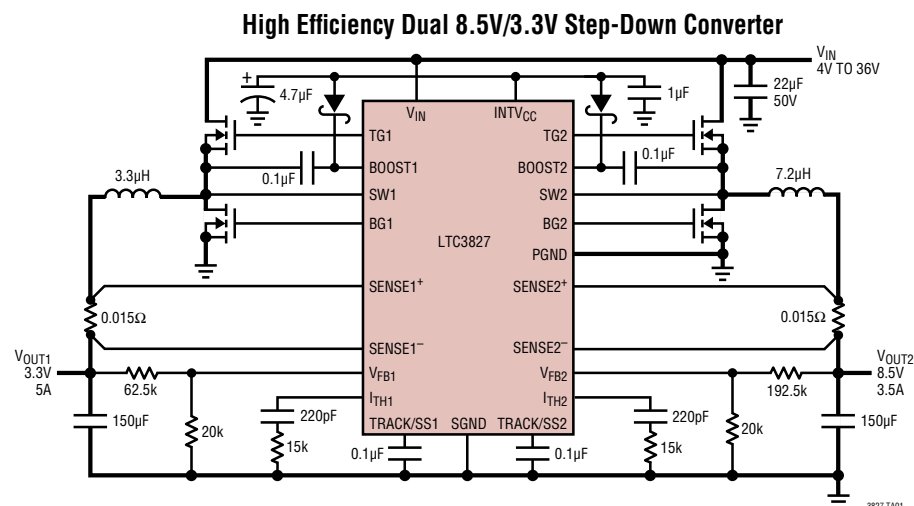 High Efficiency Dual 8.5V/3.3V Step-Down Converter
VIN
4V TO 36V
+
4.7µF
1µF
22µF
50V
VIN
INTVCC
TG1
TG2
0.1µF
BOOST1
BOOST2
0.1µF
3.3µH
7.2µH
SW1
SW2
BG1
BG2
LTC3827
PGND
SENSE1+
SENSE2+
0.015Ω
0.015Ω
SENSE1–
SENSE2–
VOUT1
3.3V
5A
VOUT2
8.5V
3.5A
62.5k
VFB1
VFB2
192.5k
ITH1
ITH2
150µF
220pF
220pF
150µF
20k
15k
TRACK/SS1
SGND
TRACK/SS2
15k
20k
0.1µF
0.1µF
3827 TA01